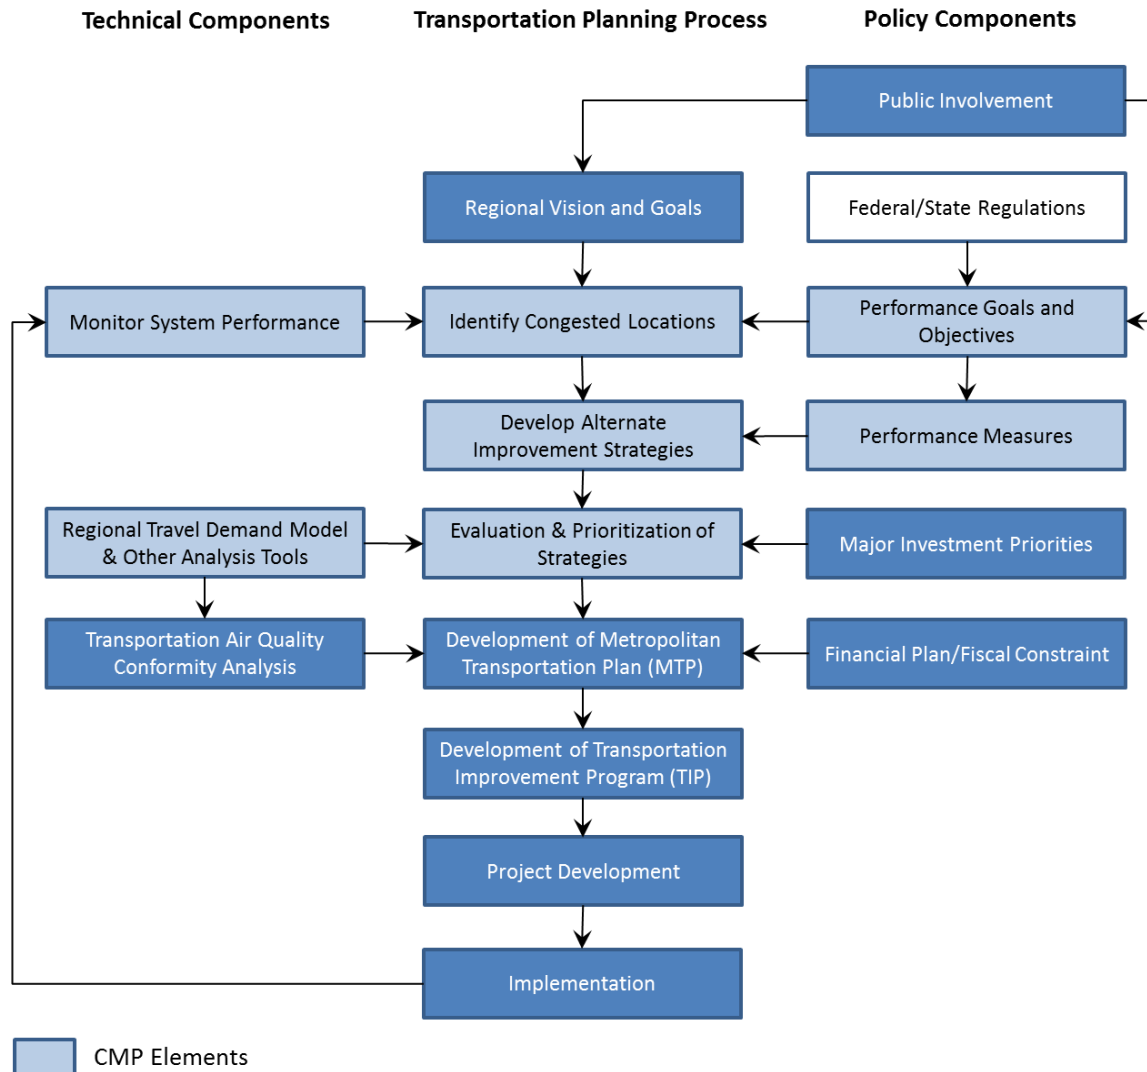 Technical Components
Transportation Planning Process
Policy Components
Public Involvement
Regional Vision and Goals
Federal/State Regulations
Monitor System Performance
Identify Congested Locations
Performance Goals and
Objectives
Develop Alternate
Improvement Strategies
Performance Measures
Regional Travel Demand Model
& Other Analysis Tools
Evaluation & Prioritization of
Strategies
Major Investment Priorities
Transportation Air Quality
Conformity Analysis
Development of Metropolitan
Transportation Plan (MTP)
Financial Plan/Fiscal Constraint
Development of Transportation
Improvement Program (TIP)
Project Development
Implementation
CMP Elements